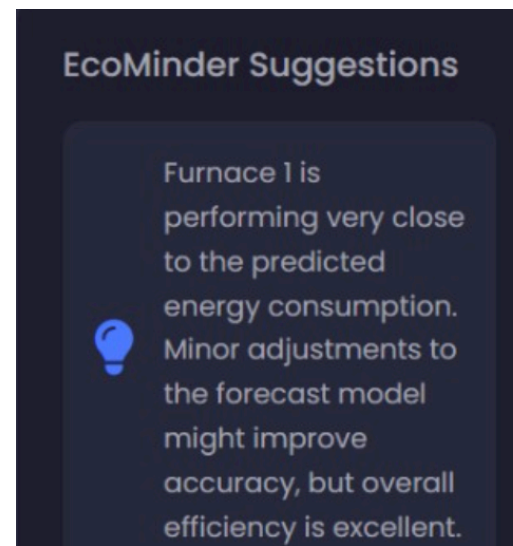 EcoMinder Suggestions
Furnace 1 is
performing very close
to the predicted
energy consumption.
Minor adjustments to
the forecast model
might improve
accuracy, but overall
efficiency is excellent.